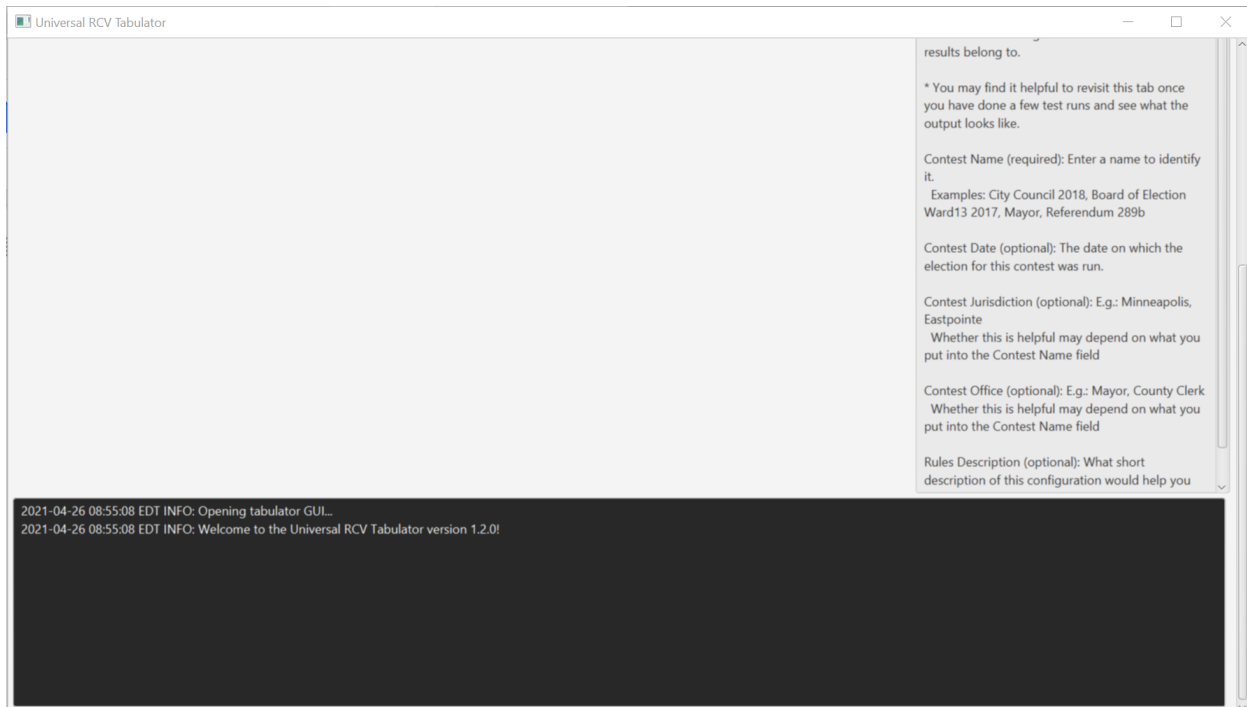 Universal RCV Tabulator
results belong to.
* You may find it helpful to revisit this tab once
you have done a few test runs and see what the
output looks like.
Contest Name (required): Enter a name to identify
it.
Examples: City Council 2018, Board of Election
Ward13 2017, Mayor, Referendum 289b
Contest Date (optional): The date on which the
election for this contest was run.
Contest Jurisdiction (optional): E.g.: Minneapolis,
Eastpointe
Whether this is helpful may depend on what you
put into the Contest Name field
Contest Office (optional): E.g.: Mayor, County Clerk
Whether this is helpful may depend on what you
put into the Contest Name field
Rules Description (optional): What short
description of this configuration would help you
2021-04-26 08:55:08 EDT INFO: Opening tabulator GUI...
2021-04-26 08:55:08 EDT INFO: Welcome to the Universal RCV Tabulator version 1.2.0!